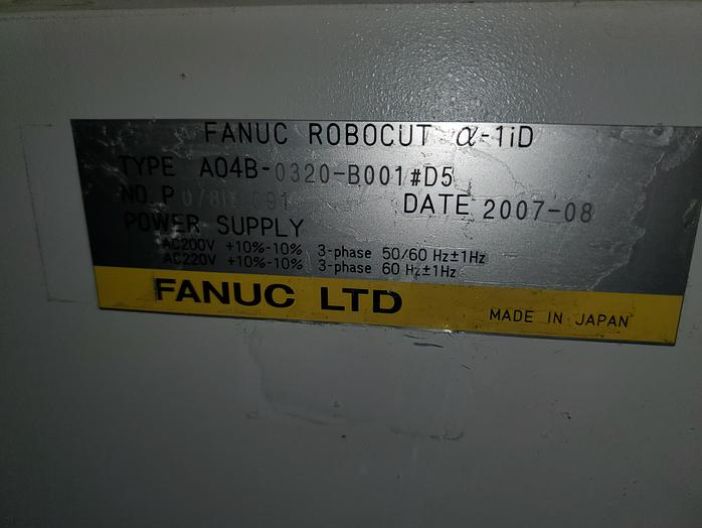 FANUC ROBOCUT α-1iD
TYPE A04B-0320-B001#D5
NO. P DATE 2007-08
POWER SUPPLY
AC200V +10%-10% 3-phase 50/60 Hz±1Hz
AC220V +10%-10% 3-phase 60 Hz±1Hz
FANUC LTD
MADE IN JAPAN